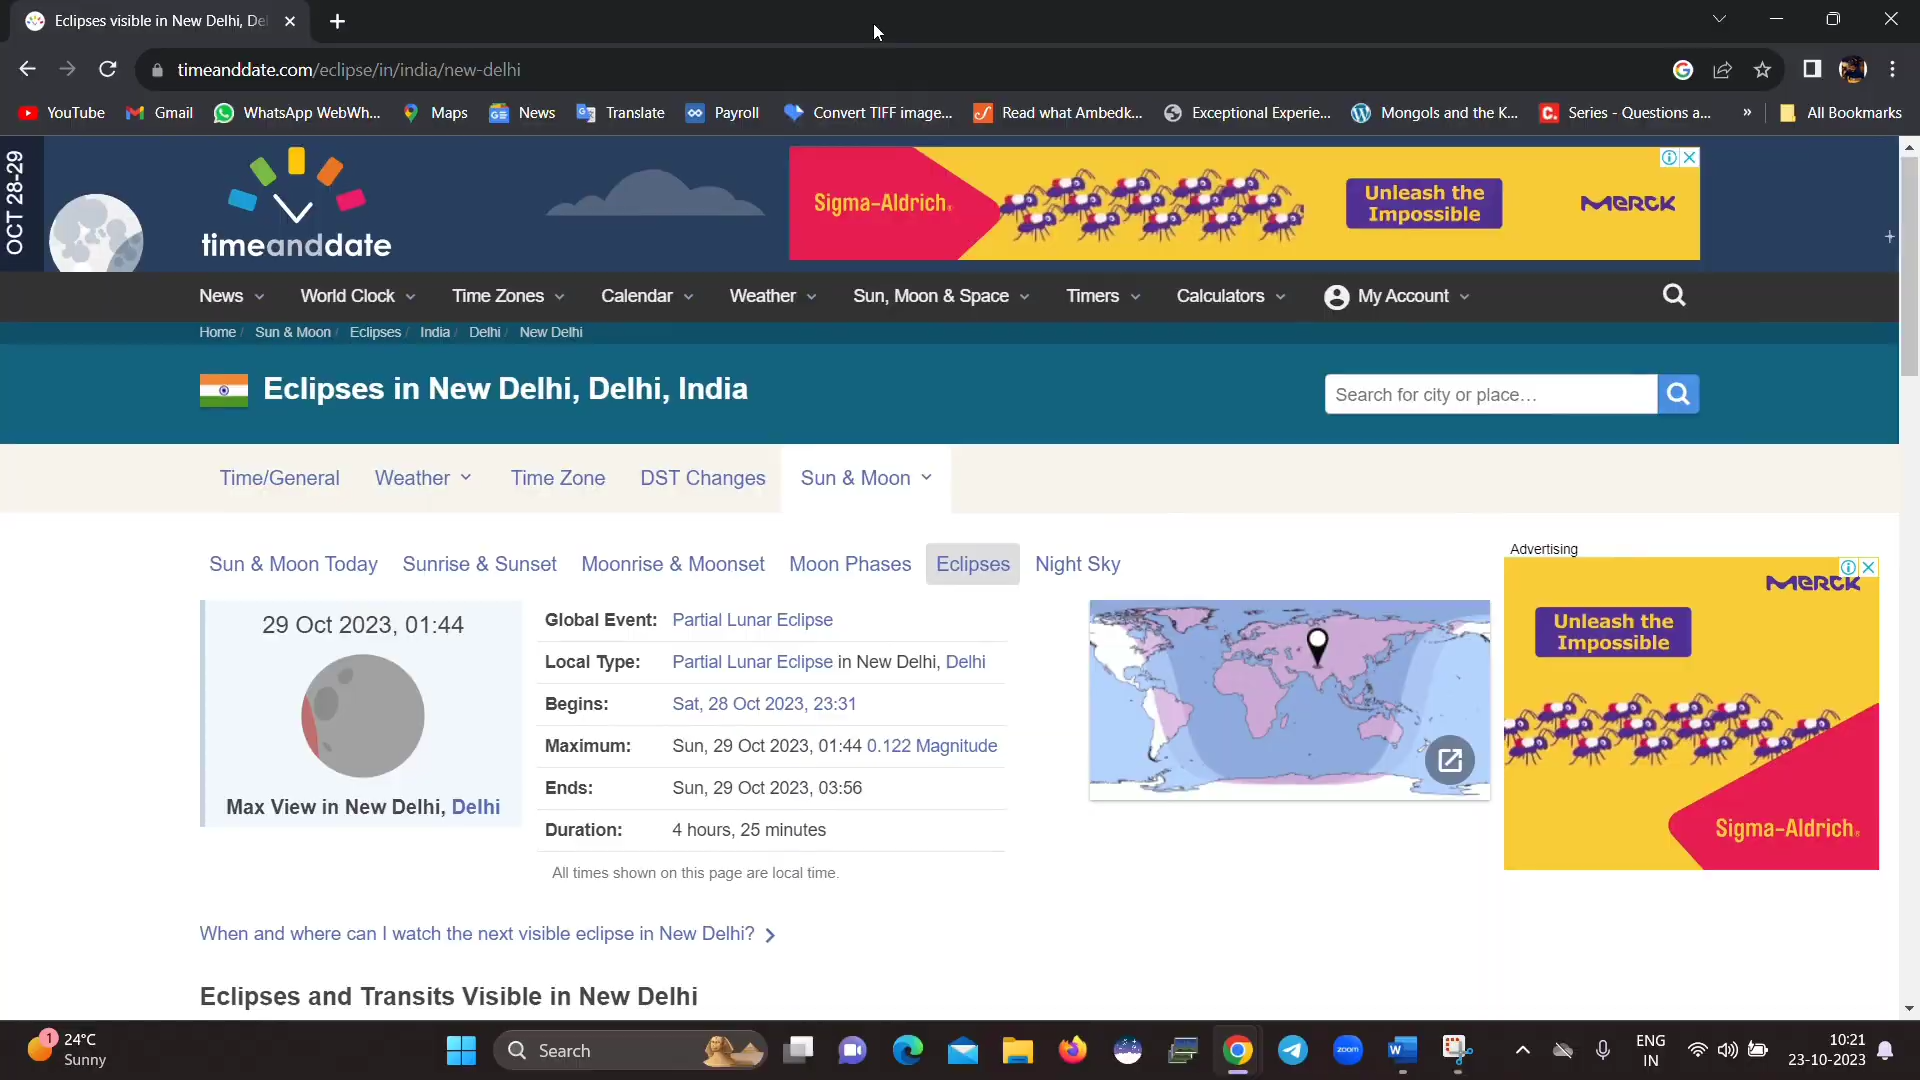 Eclipses visible in New Delhi, De
timeanddate.com/eclipse/in/india/new-delhi
YouTube
Gmail
WhatsApp WebWh...
Maps
News
Translate
Payroll
Convert TIFF image...
Read what Ambedk...
Exceptional Experie...
Mongols and the K...
Series - Questions a...
»
All Bookmarks
OCT 28-29
timeanddate
Sigma-Aldrich.
Unleash the
Impossible
MERCK
News
World Clock
Time Zones
Calendar
Weather
Sun, Moon & Space
Timers
Calculators
My Account
Home / Sun & Moon / Eclipses / India / Delhi / New Delhi
Eclipses in New Delhi, Delhi, India
Search for city or place…
Time/General
Weather
Time Zone
DST Changes
Sun & Moon
Sun & Moon Today
Sunrise & Sunset
Moonrise & Moonset
Moon Phases
Eclipses
Night Sky
29 Oct 2023, 01:44
Max View in New Delhi, Delhi
Global Event: Partial Lunar Eclipse
Local Type: Partial Lunar Eclipse in New Delhi, Delhi
Begins: Sat, 28 Oct 2023, 23:31
Maximum: Sun, 29 Oct 2023, 01:44 0.122 Magnitude
Ends: Sun, 29 Oct 2023, 03:56
Duration: 4 hours, 25 minutes
All times shown on this page are local time.
Advertising
MERCK
Unleash the
Impossible
Sigma-Aldrich.
When and where can I watch the next visible eclipse in New Delhi?
Eclipses and Transits Visible in New Delhi
1
24°C
Sunny
Search
zoom
W
ENG
IN
10:21
23-10-2023